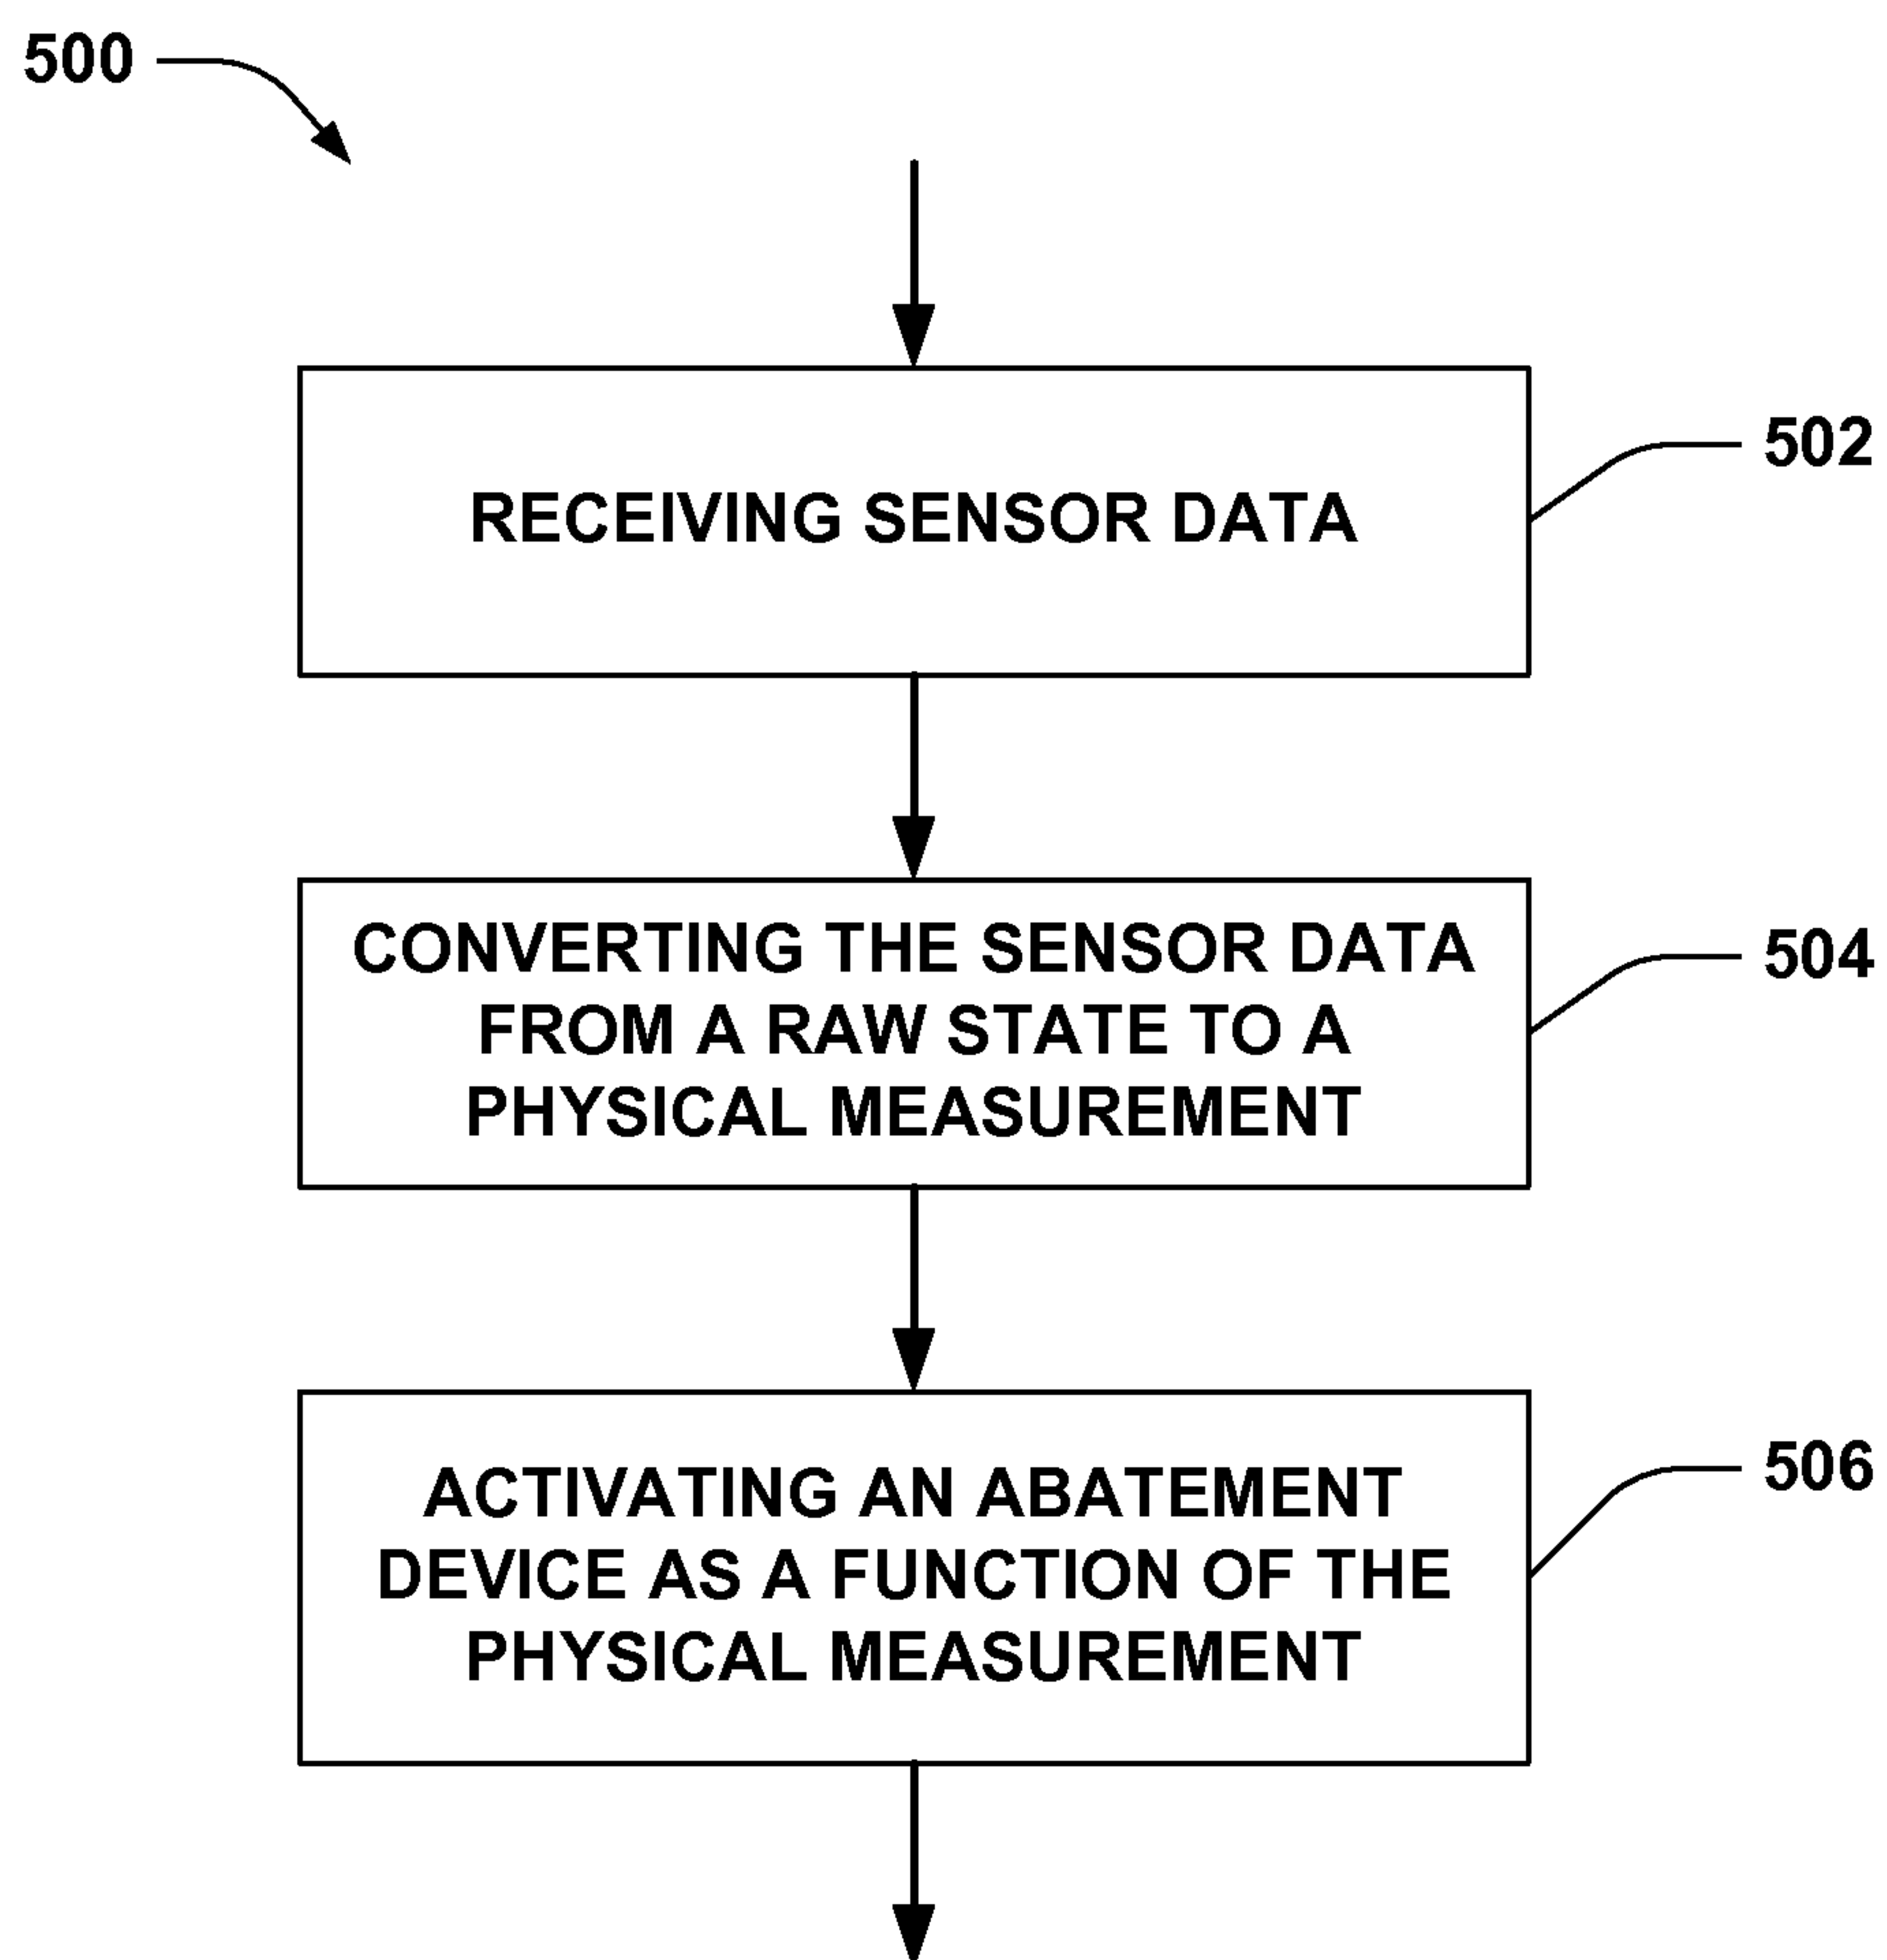 500
RECEIVING SENSOR DATA
502
CONVERTING THE SENSOR DATA
FROM A RAW STATE TO A
PHYSICAL MEASUREMENT
504
ACTIVATING AN ABATEMENT
DEVICE AS A FUNCTION OF THE
PHYSICAL MEASUREMENT
506